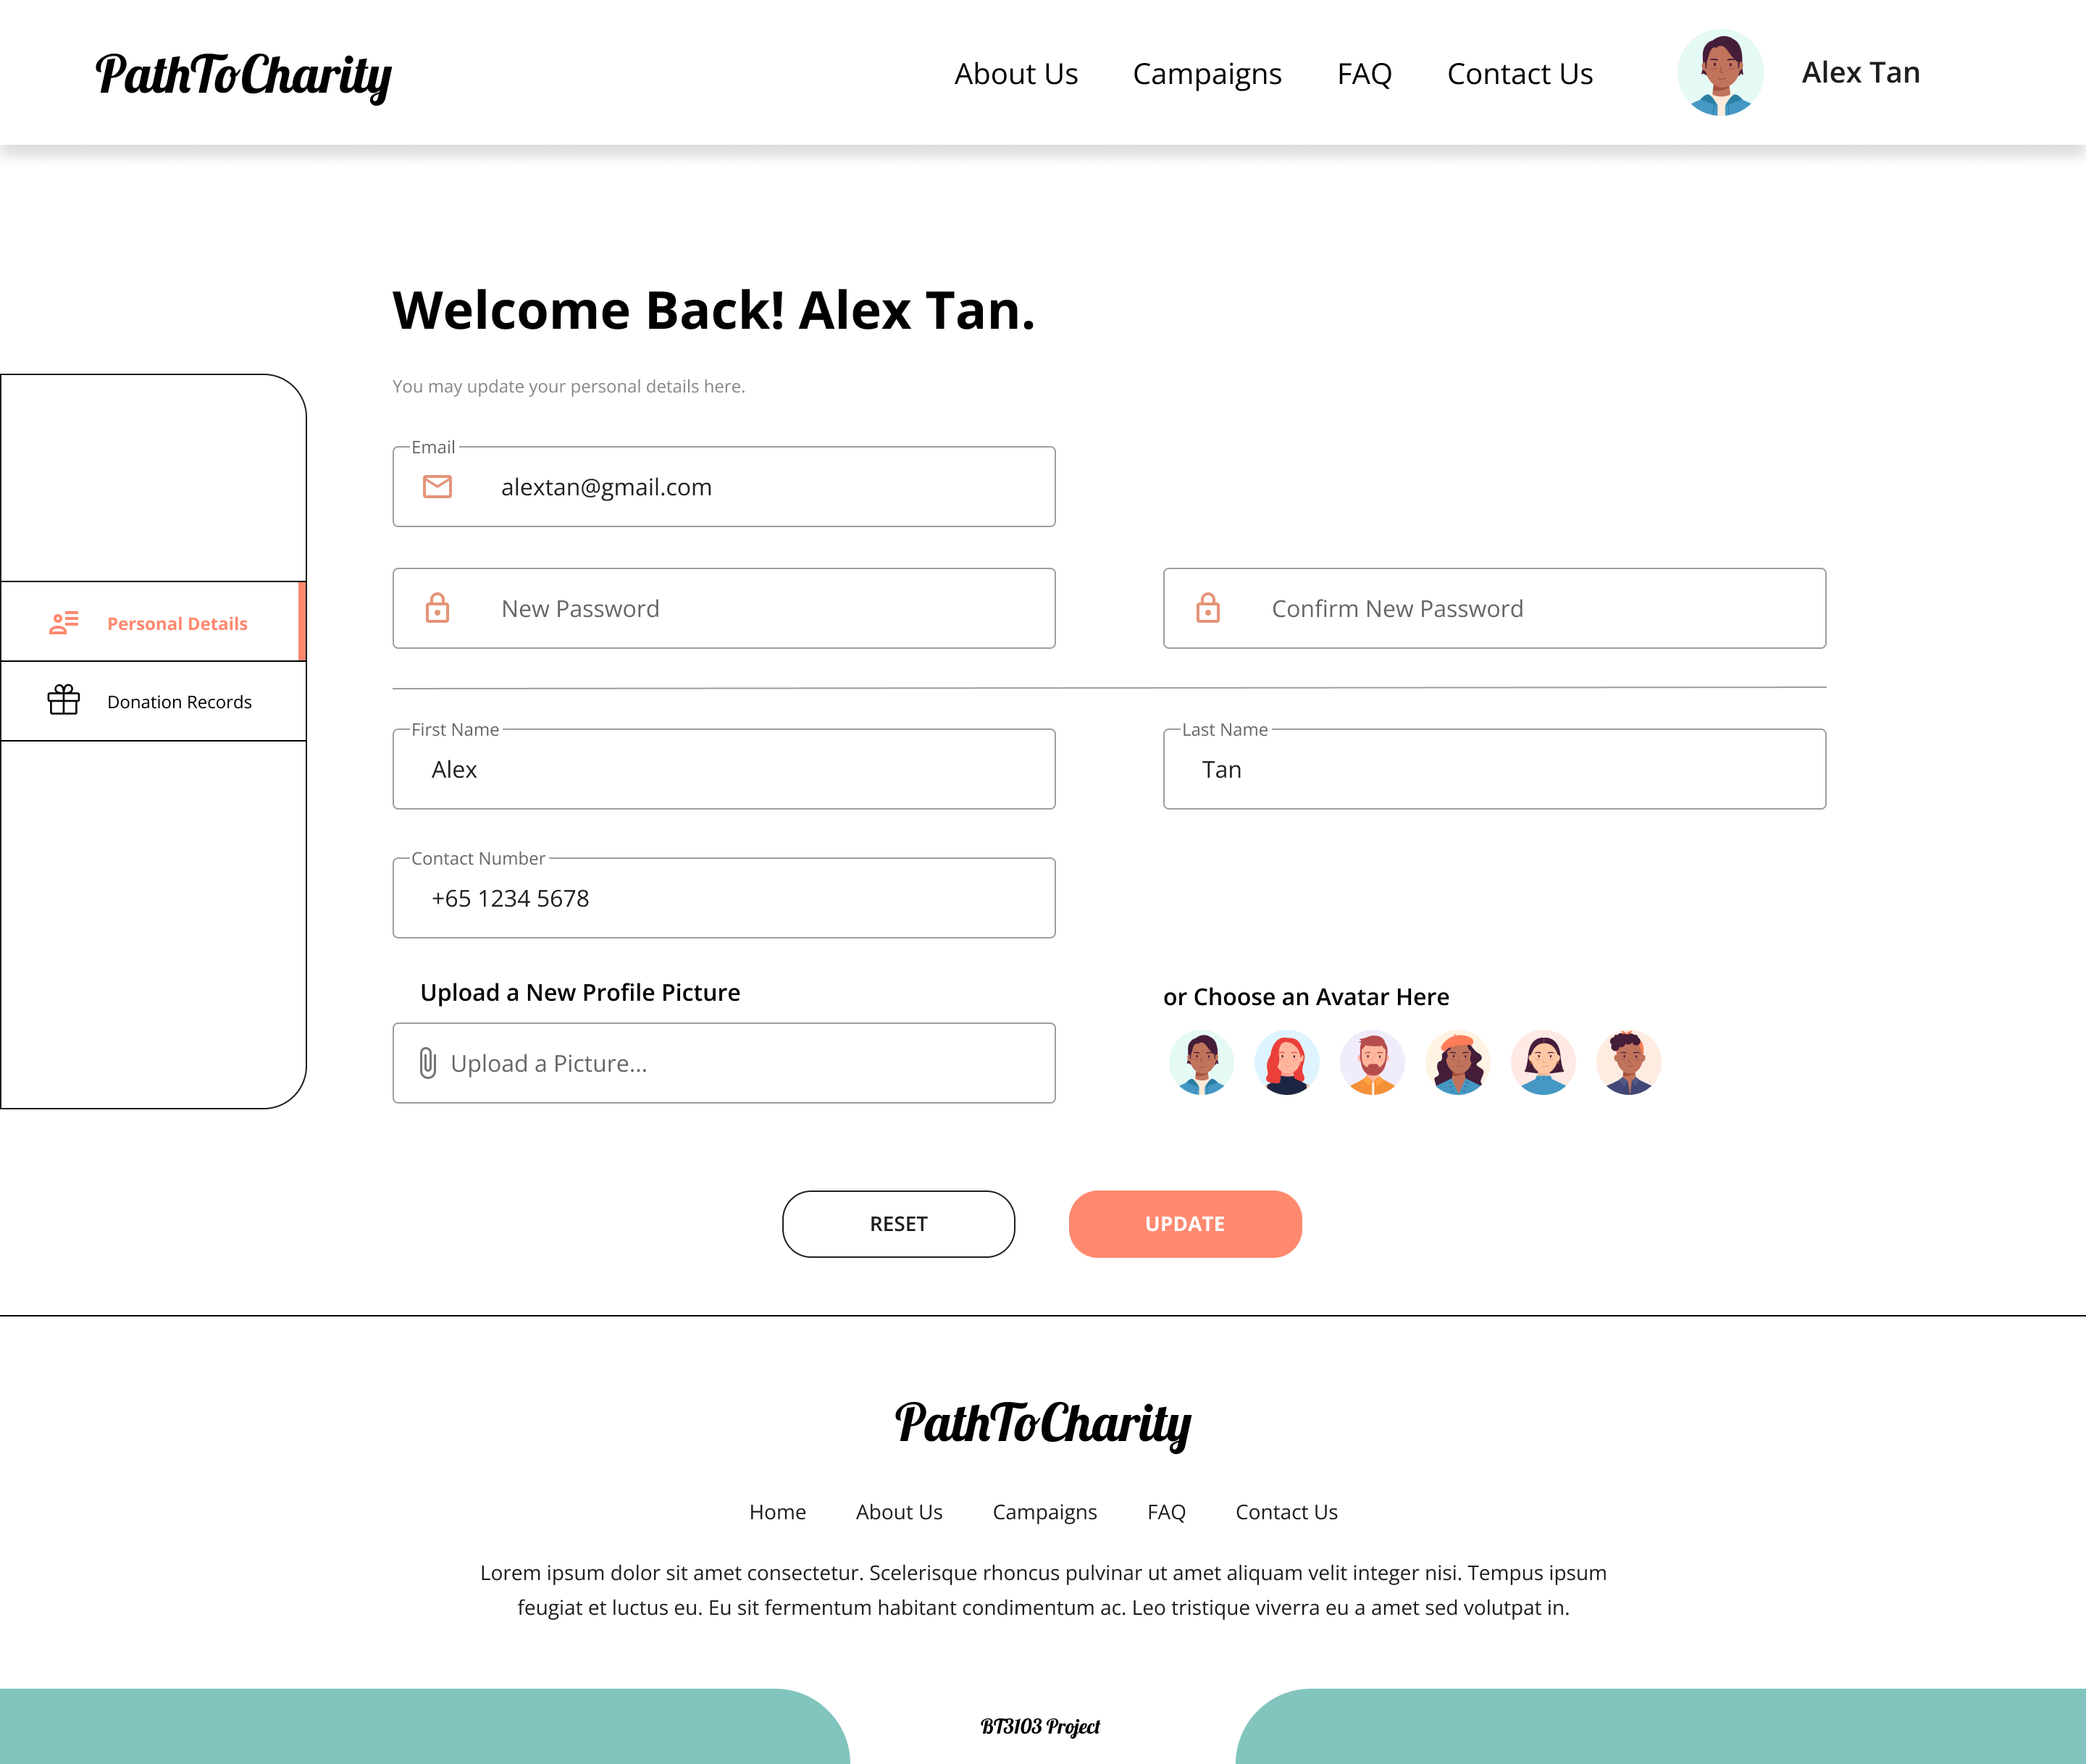 PathToCharity
About Us Campaigns FAQ Contact Us Alex Tan
Welcome Back! Alex Tan.
You may update your personal details here.
Email
alextan@gmail.com
New Password Confirm New Password
Personal Details
Donation Records
First Name Last Name
Alex Tan
Contact Number
+65 1234 5678
Upload a New Profile Picture or Choose an Avatar Here
Upload a Picture...
RESET UPDATE
PathToCharity
Home About Us Campaigns FAQ Contact Us
Lorem ipsum dolor sit amet consectetur. Scelerisque rhoncus pulvinar ut amet aliquam velit integer nisi. Tempus ipsum
feugiat et luctus eu. Eu sit fermentum habitant condimentum ac. Leo tristique viverra eu a amet sed volutpat in.
BT3103 Project